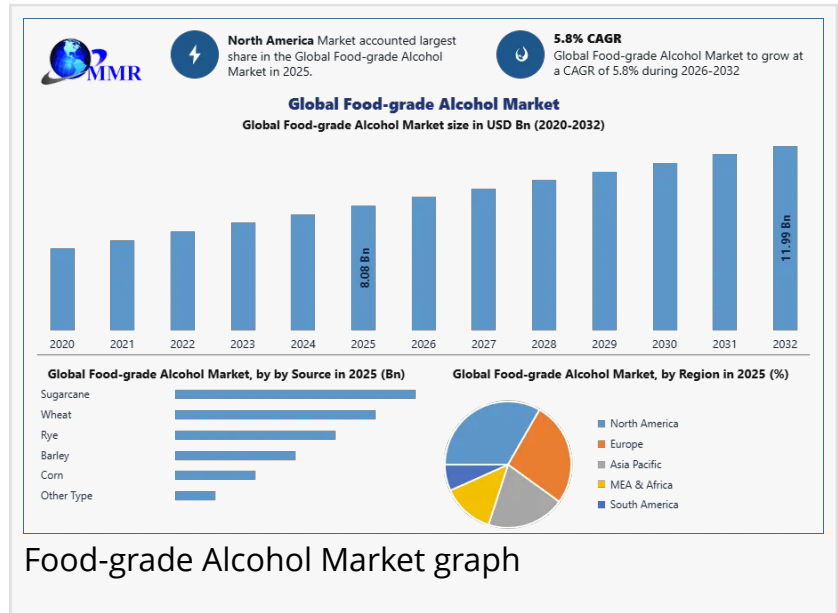 MMR
North America Market accounted largest
share in the Global Food-grade Alcohol
Market in 2025.
5.8% CAGR
Global Food-grade Alcohol Market to grow at
a CAGR of 5.8% during 2026-2032
Global Food-grade Alcohol Market
Global Food-grade Alcohol Market size in USD Bn (2020-2032)
8.08 Bn
11.99 Bn
2020 2021 2022 2023 2024 2025 2026 2027 2028 2029 2030 2031 2032
Global Food-grade Alcohol Market, by by Source in 2025 (Bn)
Sugarcane
Wheat
Rye
Barley
Corn
Other Type
Global Food-grade Alcohol Market, by Region in 2025 (%)
North America
Europe
Asia Pacific
MEA & Africa
South America
Food-grade Alcohol Market graph